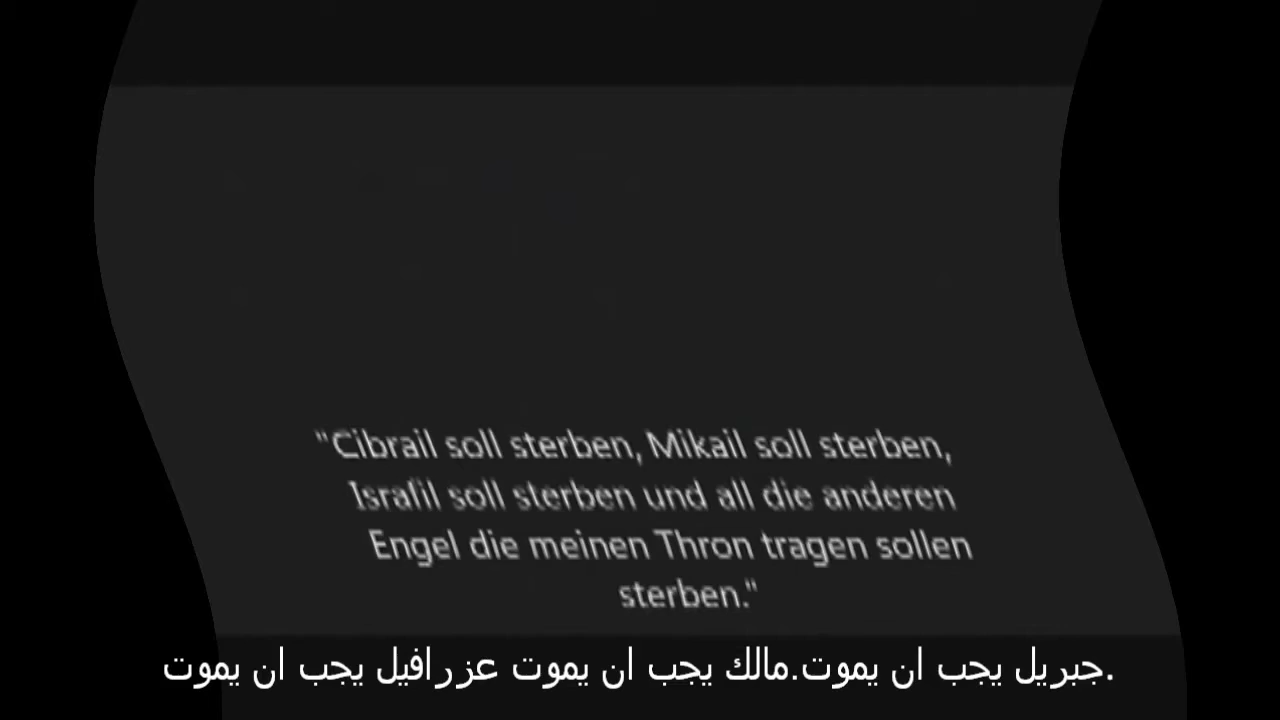 "Cibrail soll sterben, Mikail soll sterben,
Israfil soll sterben und all die anderen
Engel die meinen Thron tragen sollen
sterben."
جبريل يجب ان يموت.مالك يجب ان يموت عزرافيل يجب ان يموت.